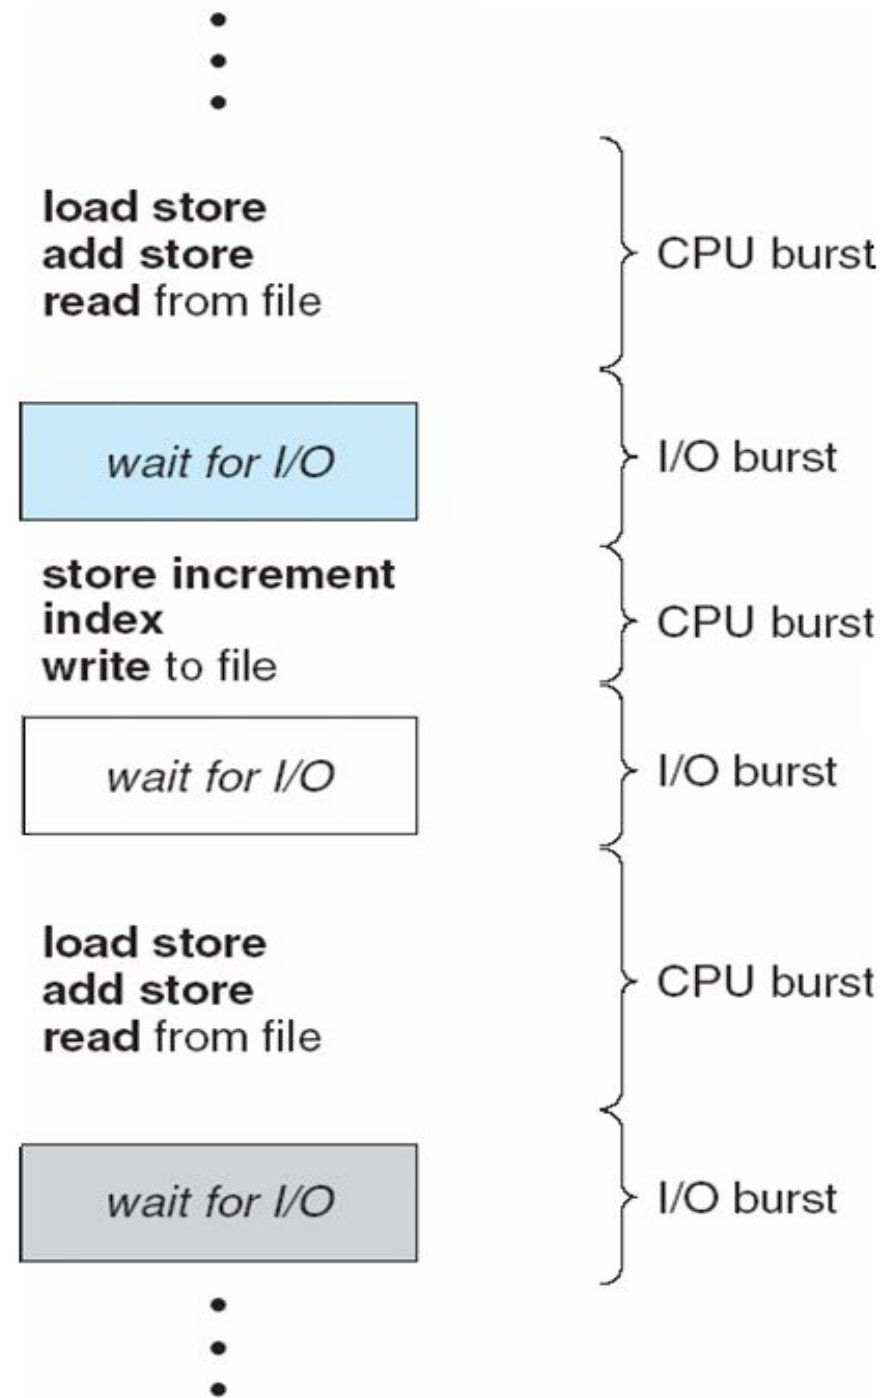 load store
add store
read from file
CPU burst
wait for I/O
I/O burst
store increment
index
write to file
CPU burst
wait for I/O
I/O burst
load store
add store
read from file
CPU burst
wait for I/O
I/O burst